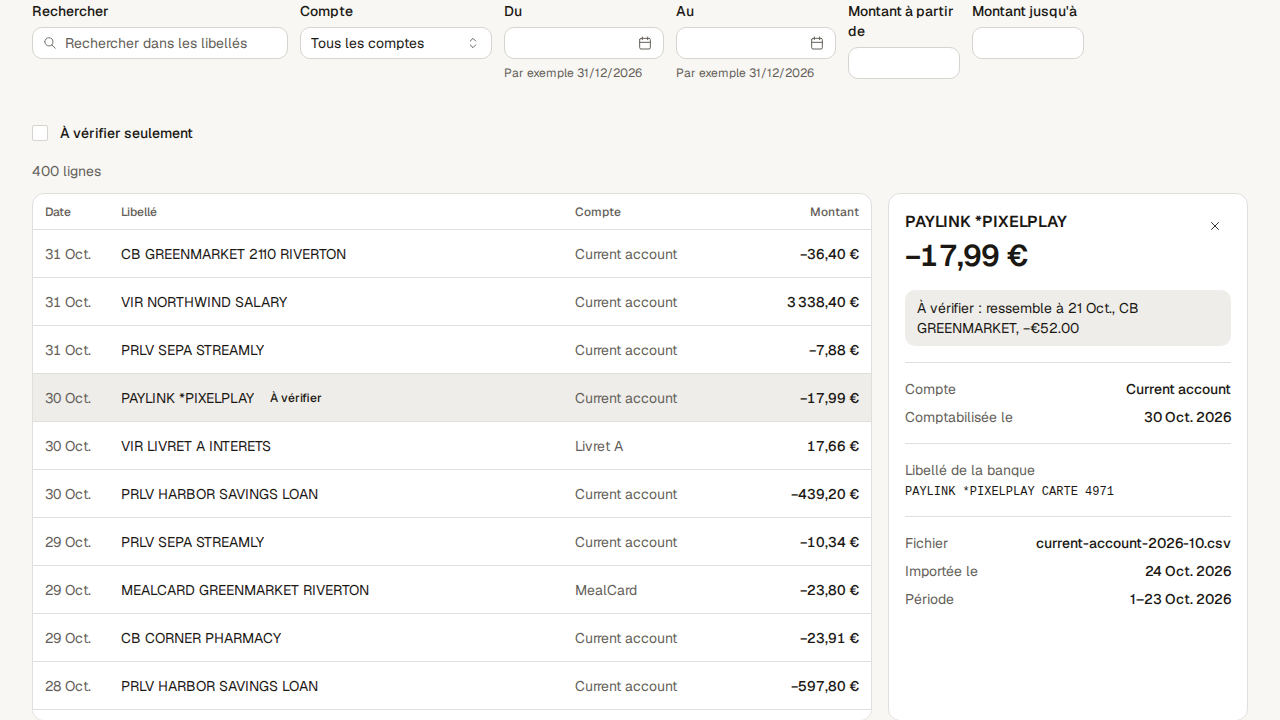 Rechercher
Compte
Du
Au
Montant à partir de
Montant jusqu'à
Rechercher dans les libellés
Tous les comptes
Par exemple 31/12/2026
Par exemple 31/12/2026
À vérifier seulement
400 lignes
Date Libellé Compte Montant
31 Oct. CB GREENMARKET 2110 RIVERTON Current account −36,40 €
31 Oct. VIR NORTHWIND SALARY Current account 3 338,40 €
31 Oct. PRLV SEPA STREAMLY Current account −7,88 €
30 Oct. PAYLINK *PIXELPLAY À vérifier Current account −17,99 €
30 Oct. VIR LIVRET A INTERETS Livret A 17,66 €
30 Oct. PRLV HARBOR SAVINGS LOAN Current account −439,20 €
29 Oct. PRLV SEPA STREAMLY Current account −10,34 €
29 Oct. MEALCARD GREENMARKET RIVERTON MealCard −23,80 €
29 Oct. CB CORNER PHARMACY Current account −23,91 €
28 Oct. PRLV HARBOR SAVINGS LOAN Current account −597,80 €
PAYLINK *PIXELPLAY
−17,99 €
À vérifier : ressemble à 21 Oct., CB
GREENMARKET, −€52.00
Compte Current account
Comptabilisée le 30 Oct. 2026
Libellé de la banque
PAYLINK *PIXELPLAY CARTE 4971
Fichier current-account-2026-10.csv
Importée le 24 Oct. 2026
Période 1–23 Oct. 2026